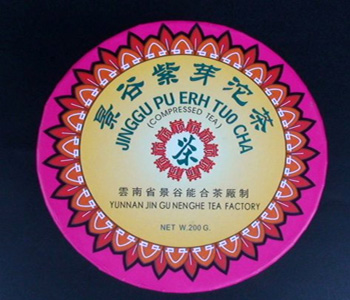 景谷紫芽沱茶
JINGGU PU ERH TUO CHA
(COMPRESSED TEA)
茶
雲南省景谷能合茶廠制
YUNNAN JIN GU NENGHE TEA FACTORY
NET W.200 G.